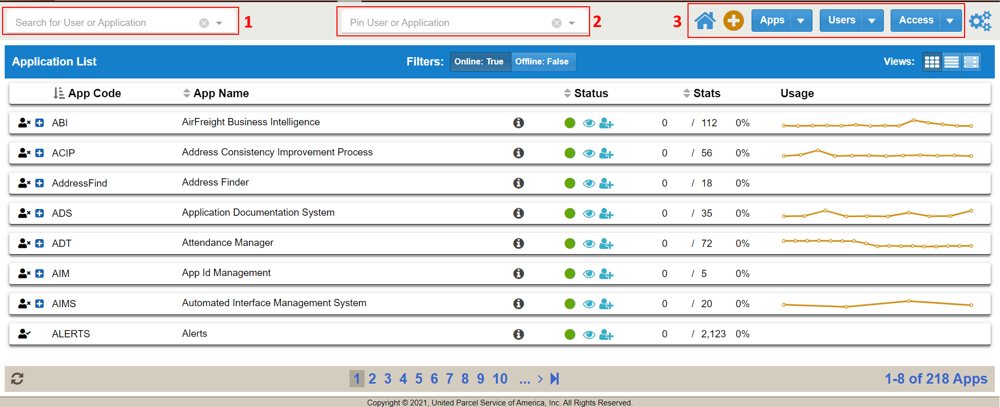 Search for User or Application 1 Pin User or Application 2 3 Apps Users Access
Application List Filters: Online: True Offline: False Views:
App Code App Name Status Stats Usage
ABI AirFreight Business Intelligence 0 / 112 0%
ACIP Address Consistency Improvement Process 0 / 56 0%
AddressFind Address Finder 0 / 18 0%
ADS Application Documentation System 0 / 35 0%
ADT Attendance Manager 0 / 72 0%
AIM App Id Management 0 / 5 0%
AIMS Automated Interface Management System 0 / 20 0%
ALERTS Alerts 0 / 2,123 0%
1 2 3 4 5 6 7 8 9 10 ... 1-8 of 218 Apps
Copyright © 2021, United Parcel Service of America, Inc. All Rights Reserved.